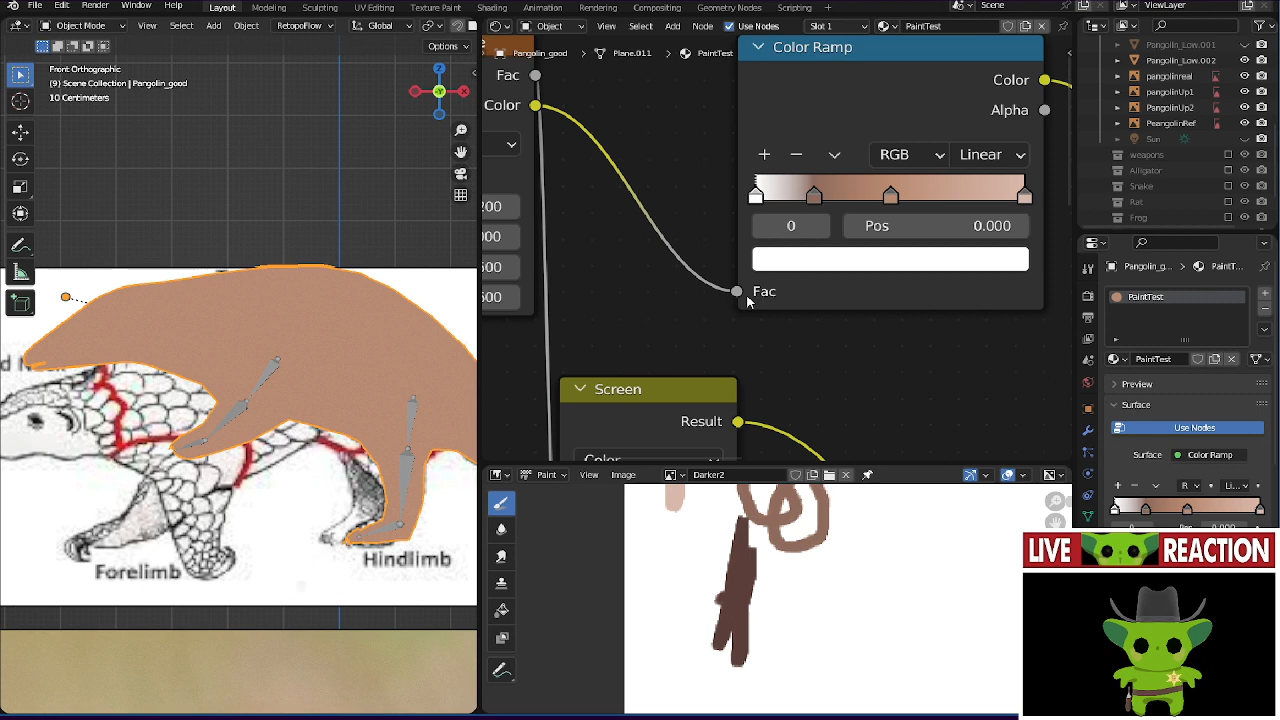 File Edit Render Window Help
Layout Modeling Sculpting UV Editing Texture Paint Shading Animation Rendering Compositing Geometry Nodes Scripting
Scene
ViewLayer
Object
RetopoFlow
Global
Options
Object View Select Add Node Use Nodes Slot 1 PaintTest
View Select Add Object
Front Orthographic
(9) Scene Collection | Pangolin_good
10 Centimeters
X
Z
Pangolin_good
Plane.011
PaintTest
Fac
Color
Color Ramp
Color
Alpha
RGB
Linear
0
Pos 0.000
Fac
Screen
Result
Pangolin_Low.001
Pangolin_Low.002
pangolinreal
pangolinUp1
pangolinUp2
PeangolinRef
Sun
weapons
Alligator
Snake
Rat
Frog
Pangolin_g...
PaintT...
PaintTest
PaintTest
Preview
Surface
Use Nodes
Surface
Color Ramp
R
Li...
Paint View Image Darker2
Forelimb
Hindlimb
LIVE REACTION